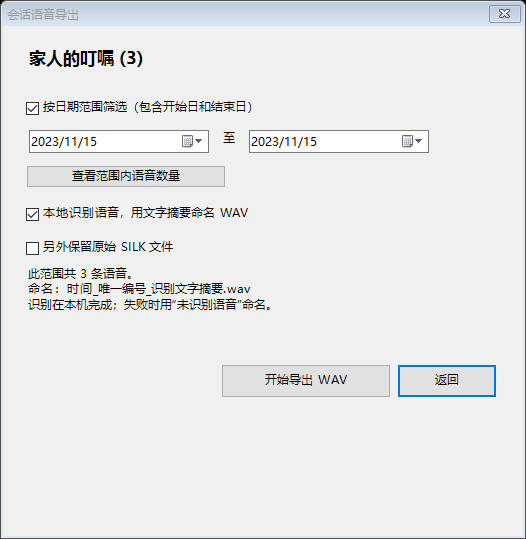 会话语音导出
家人的叮嘱 (3)
按日期范围筛选（包含开始日和结束日）
2023/11/15 至 2023/11/15
查看范围内语音数量
本地识别语音，用文字摘要命名 WAV
另外保留原始 SILK 文件
此范围共 3 条语音。
命名：时间_唯一编号_识别文字摘要.wav
识别在本机完成；失败时用“未识别语音”命名。
开始导出 WAV 返回